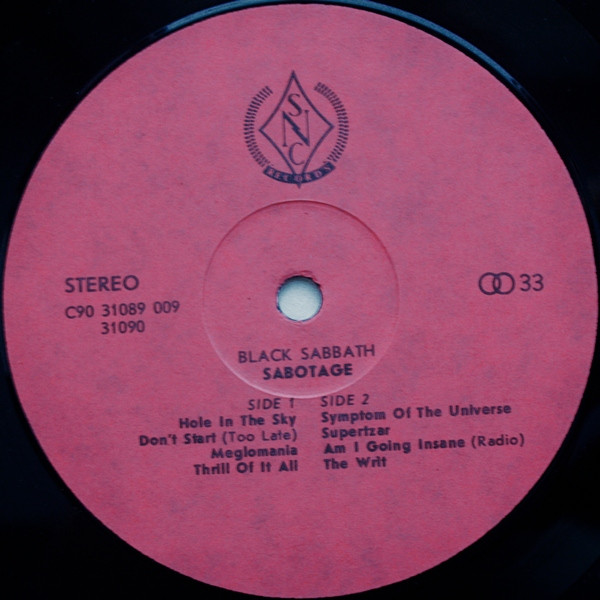 SNC
RECORDS
STEREO
C90 31089 009
31090
33
BLACK SABBATH
SABOTAGE
SIDE 1
Hole In The Sky
Don't Start (Too Late)
Meglomania
Thrill Of It All
SIDE 2
Symptom Of The Universe
Supertzar
Am I Going Insane (Radio)
The Writ